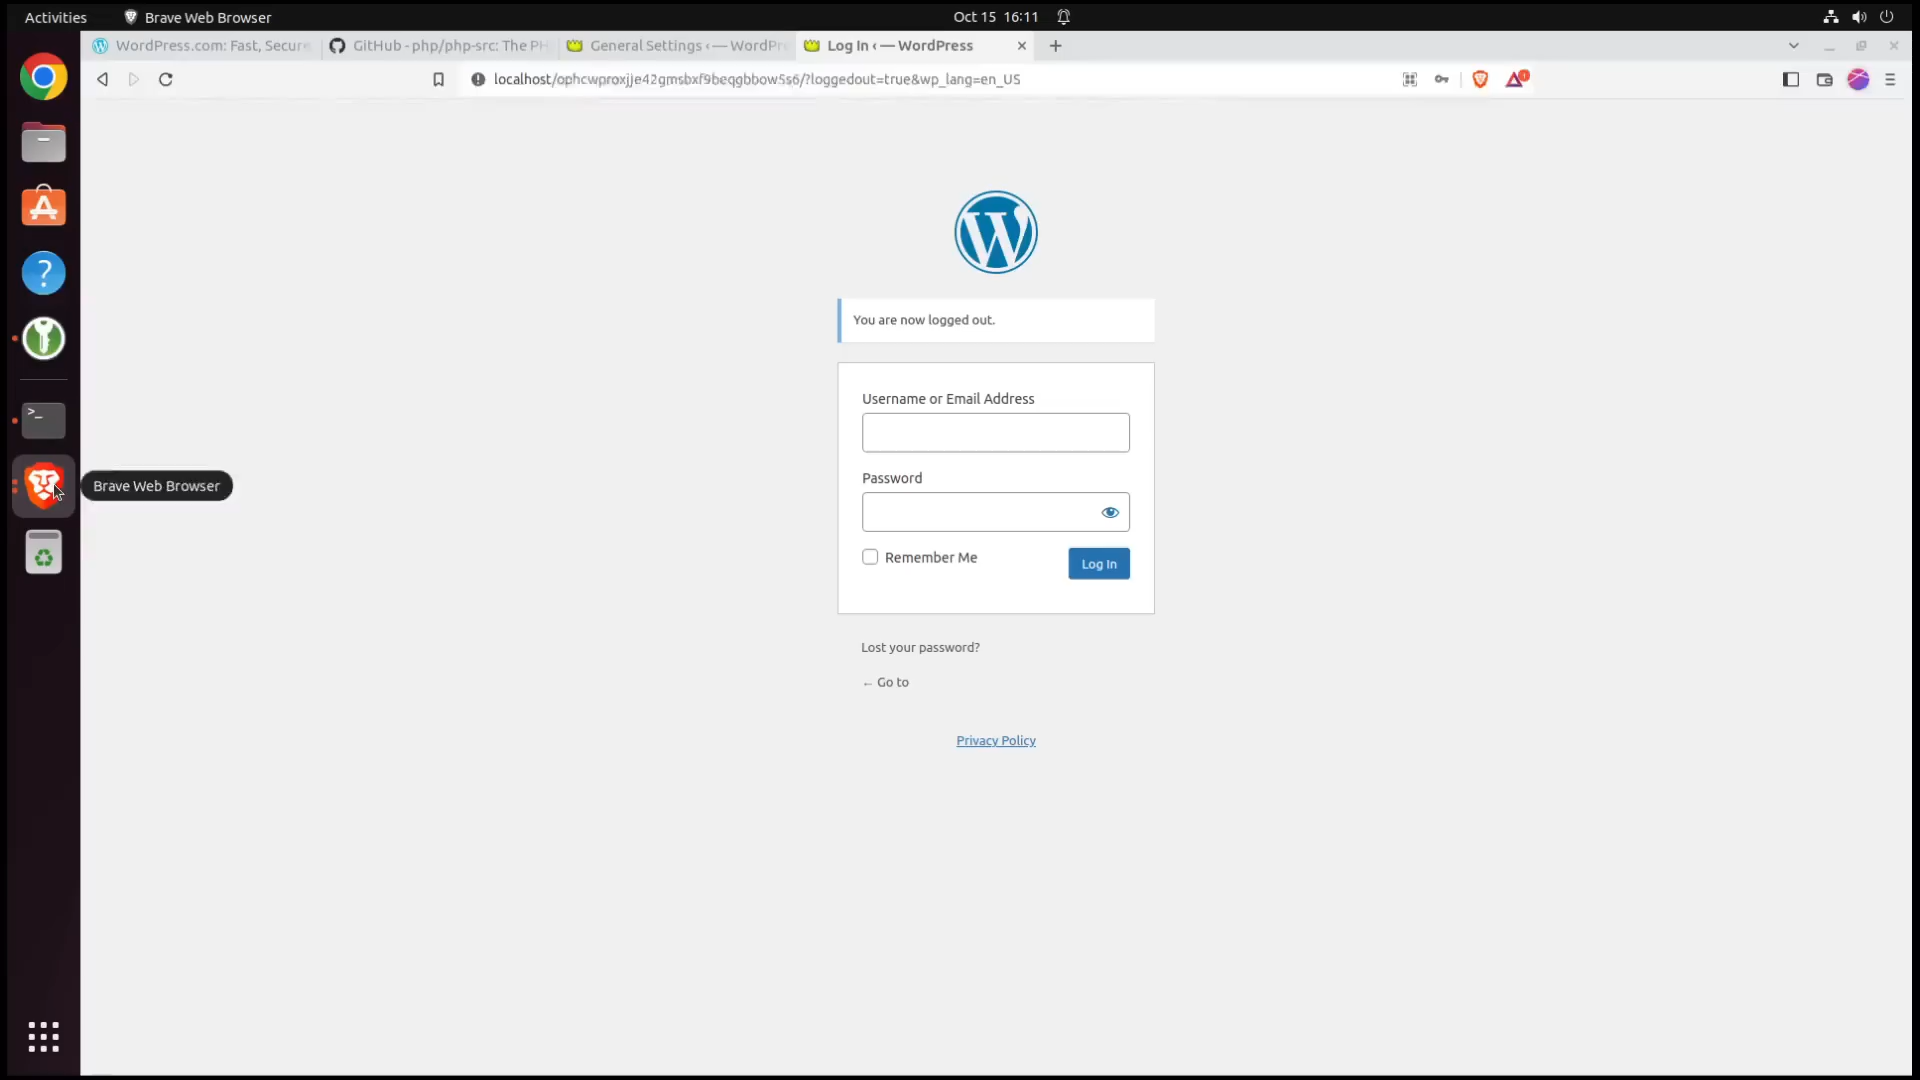 Activities
Brave Web Browser
Oct 15 16:11
WordPress.com: Fast, Secure
GitHub - php/php-src: The PH
General Settings ‹ — WordPre
Log In ‹ — WordPress
localhost/ophcwproxjje42gmsbxf9beqgbbow5s6/?loggedout=true&wp_lang=en_US
You are now logged out.
Username or Email Address
Password
Remember Me
Log In
Lost your password?
← Go to
Privacy Policy
Brave Web Browser